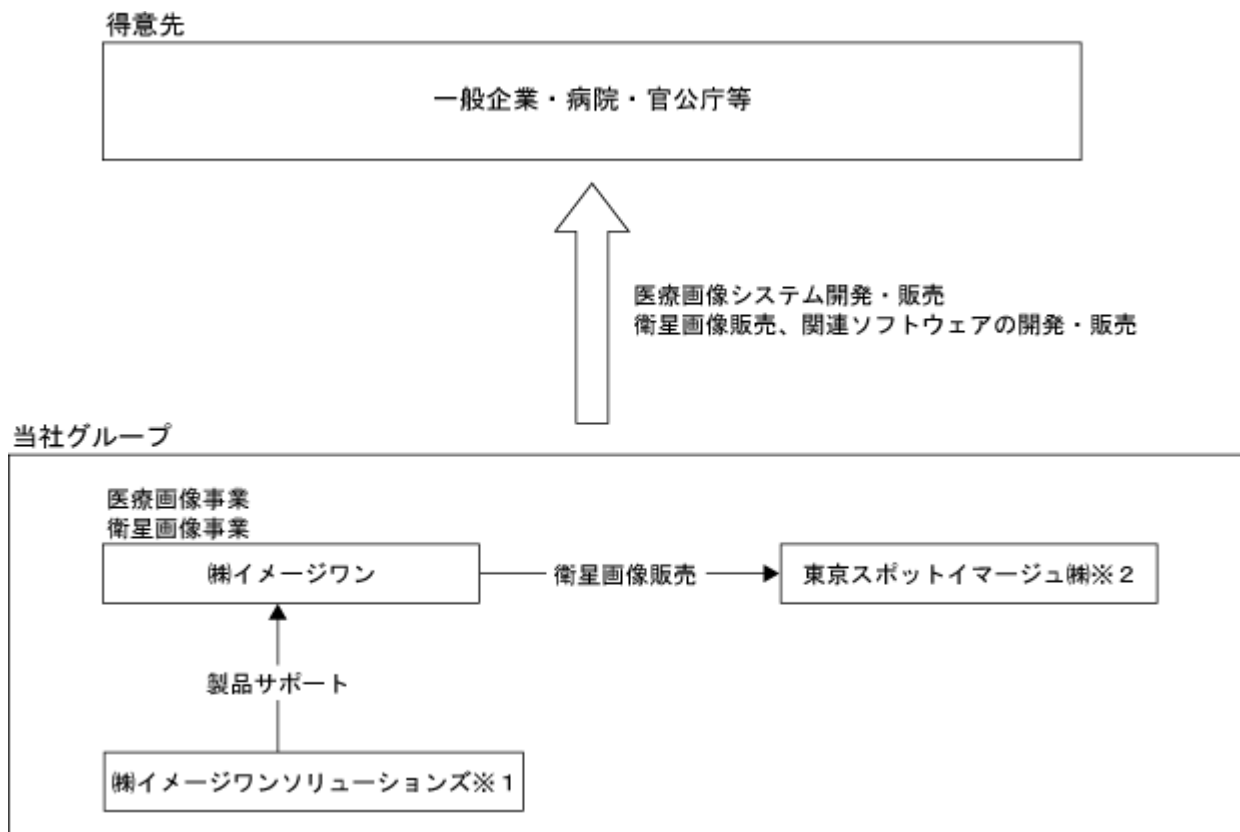 得意先
一般企業・病院・官公庁等
医療画像システム開発・販売
衛星画像販売、関連ソフトウェアの開発・販売
当社グループ
医療画像事業
衛星画像事業
㈱イメージワン
衛星画像販売
東京スポットイマージュ㈱※２
製品サポート
㈱イメージワンソリューションズ※１